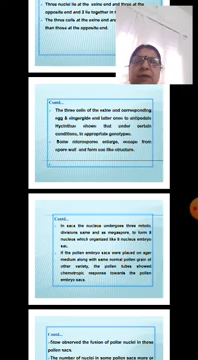 • Three nuclei lie at the exine end and three at the
opposite end and 2 lie together in t
• The three cells at the exine end are
than those at the opposite end.
Contd...
• The three cells of the exine end corresponding
egg & singergids and latter ones to antipodals
• Hycinthus shows that under certain
conditions, in appropriate genotypes.
• Some microspores enlarge, escape from
spore wall and form sac like structure.
Contd...
• In sacs the nucleus undergoes three mitotic
divisions same and as megaspore, to form 8
nucleus which organized like 8 nucleus embryo
sac.
• If the pollen embryo sacs were placed on agar
medium along with some normal pollen grain of
other variety, the pollen tubes showed
chemotropic response towards the pollen
embryo sacs.
Contd...
-Now observed the fusion of pollar nuclei in these
pollen sacs.
-The number of nuclei in some pollen sacs more or